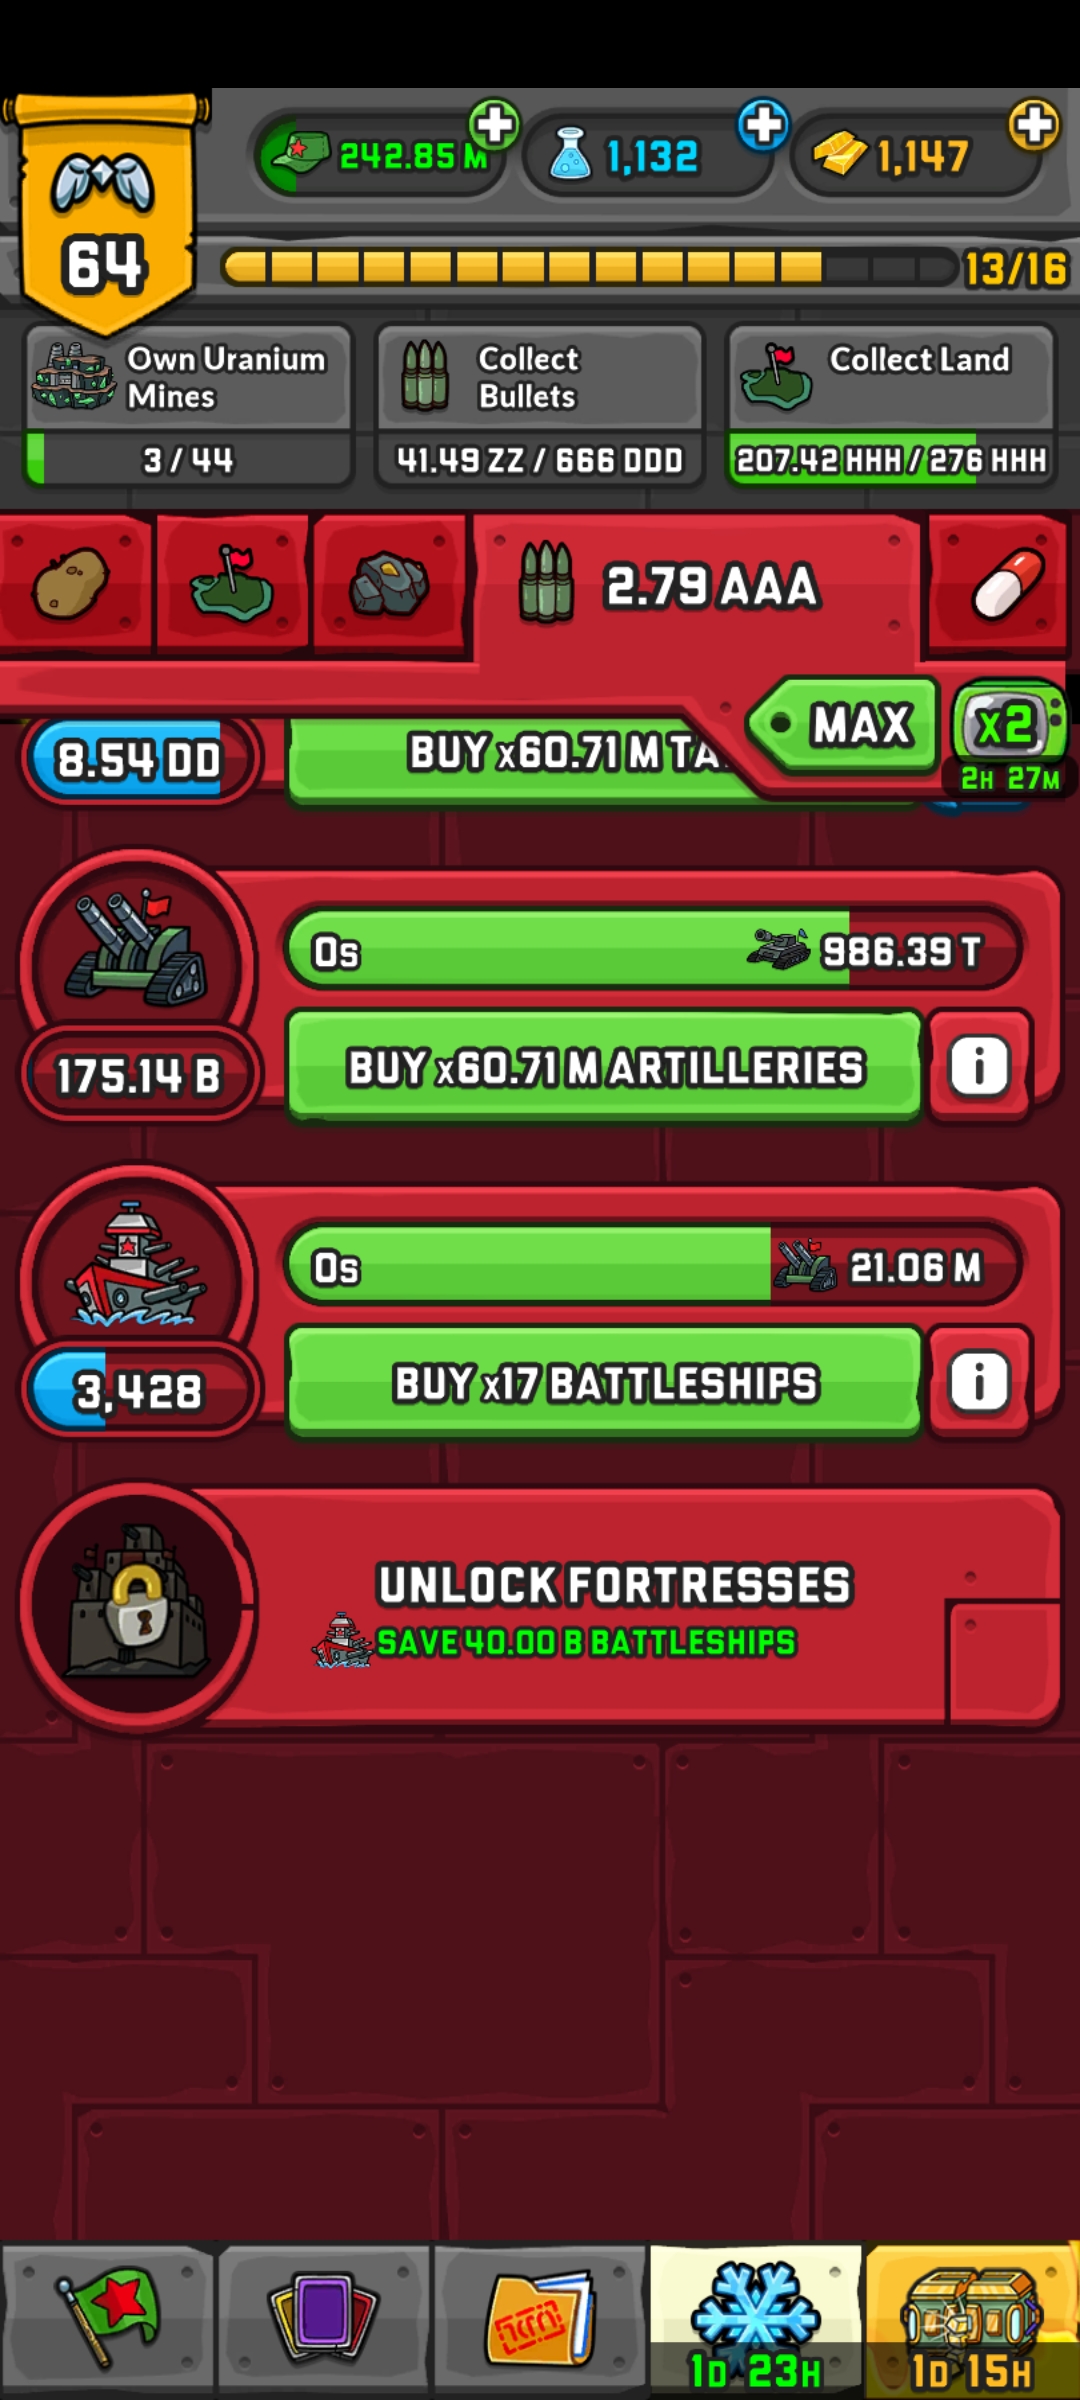 64
242.85 M
1,132
1,147
13/16
Own Uranium
Mines
3 / 44
Collect
Bullets
41.49 ZZ / 666 DDD
Collect Land
207.42 HHH / 276 HHH
2.79 AAA
MAX
x2
2H 27M
8.54 DD
BUY x60.71 M TA
0s
986.39 T
175.14 B
BUY x60.71 M ARTILLERIES
i
0s
21.06 M
3,428
BUY x17 BATTLESHIPS
i
UNLOCK FORTRESSES
SAVE 40.00 B BATTLESHIPS
1D 23H
1D 15H